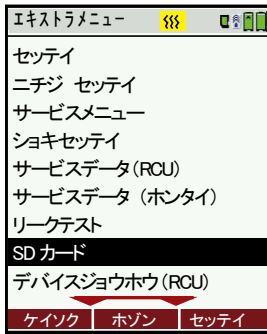 エキストラメニュー
セッテイ
ニチジ セッテイ
サービスメニュー
ショキセッテイ
サービスデータ(RCU)
サービスデータ (ホンタイ)
リークテスト
SD カード
デバイスジョウホウ(RCU)
ケイソク ホゾン セッテイ